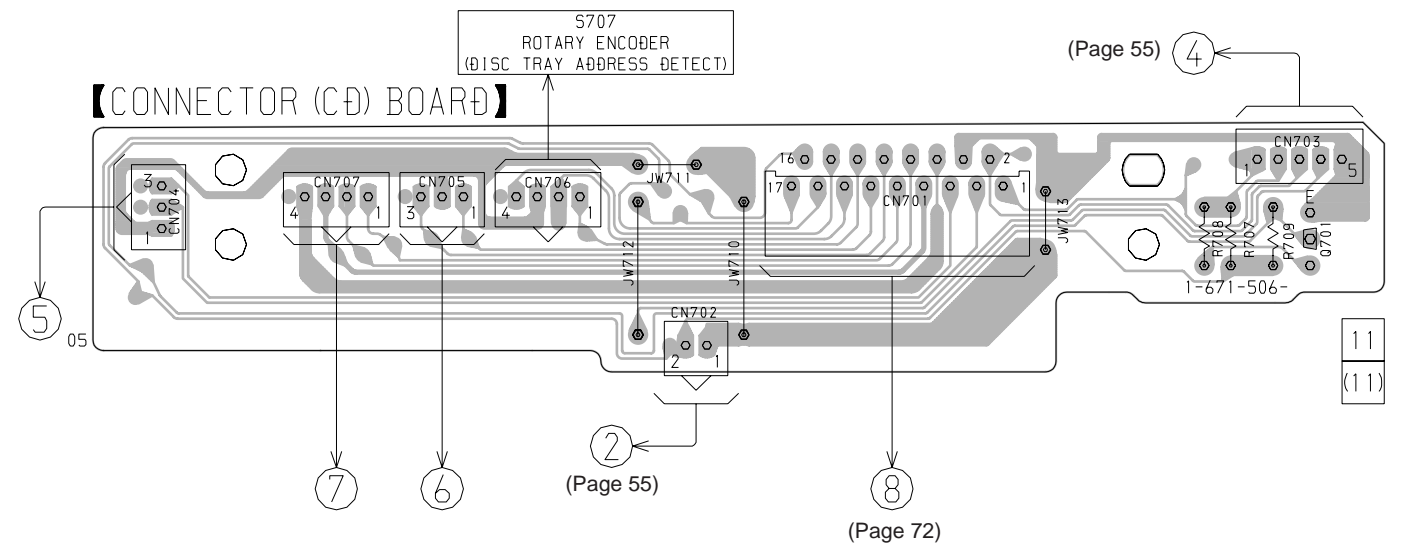 S707
ROTARY ENCODER
(DISC TRAY ADDRESS DETECT)
(Page 55) 4
【CONNECTOR (CD) BOARD】
CN703
1 5
16 2
17 1
CN701
3
CN704
1
CN707
4 1
CN705
3 1
CN706
4 1
JW711
JW712
JW710
JW713
E
R708
R707
R709
Q701
1-671-506-
5
05
CN702
2 1
11
(11)
2
(Page 55)
7
6
8
(Page 72)